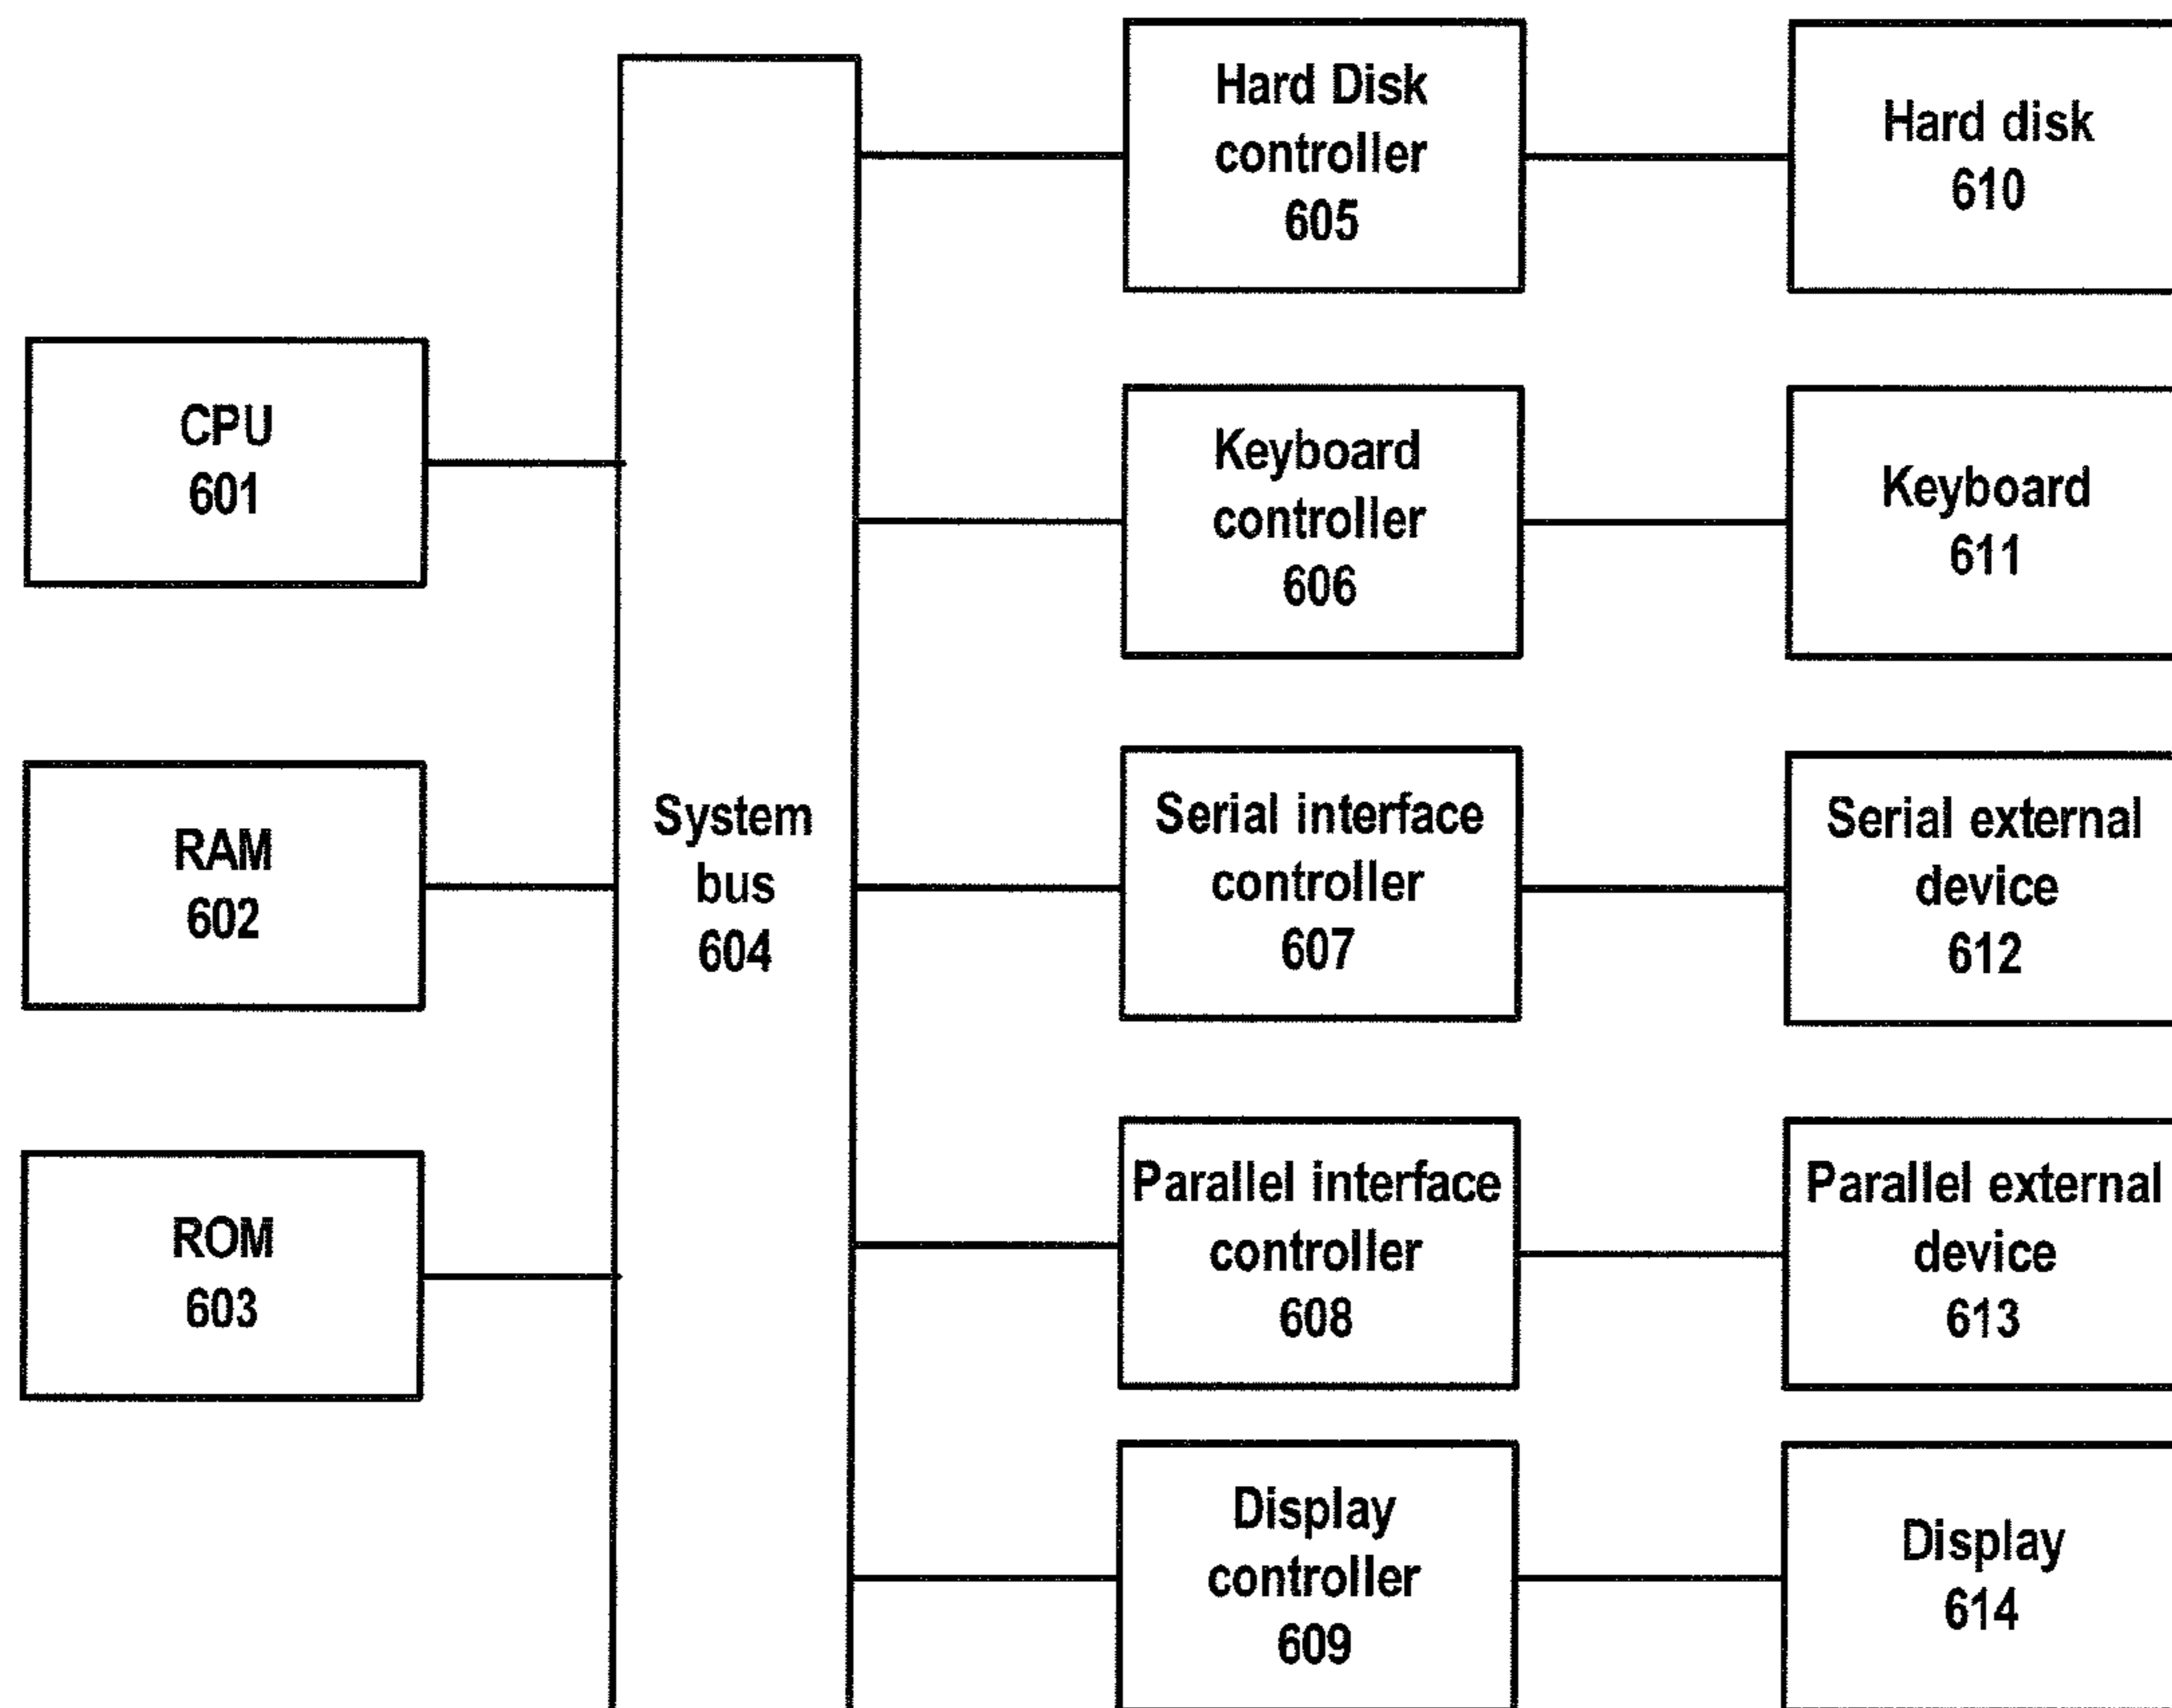 CPU
601
RAM
602
ROM
603
System
bus
604
Hard Disk
controller
605
Hard disk
610
Keyboard
controller
606
Keyboard
611
Serial interface
controller
607
Serial external
device
612
Parallel interface
controller
608
Parallel external
device
613
Display
controller
609
Display
614